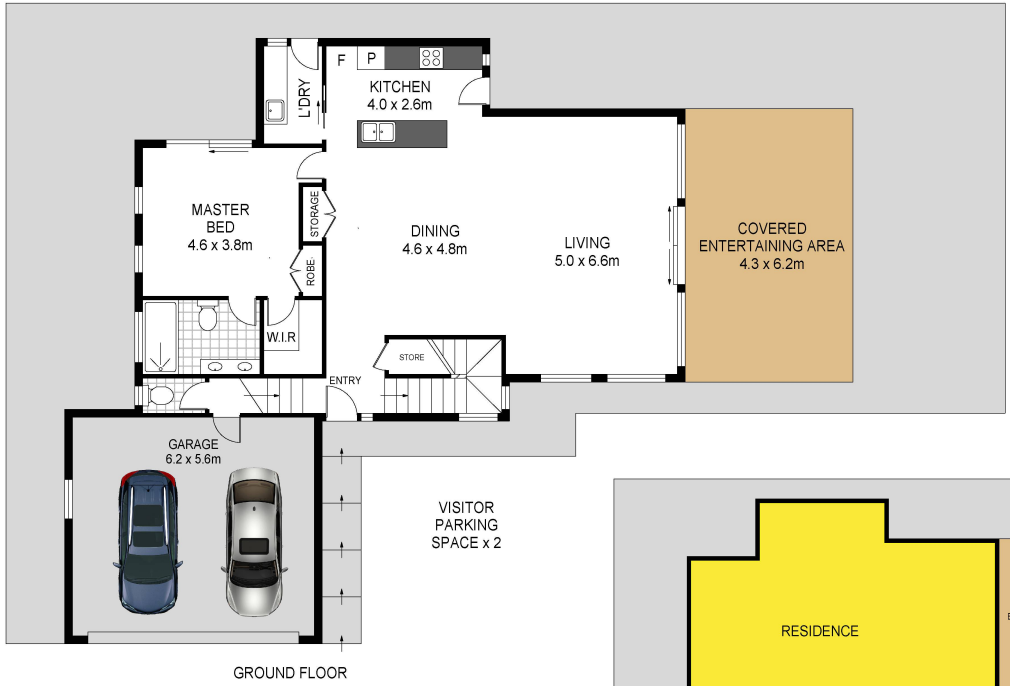 F
P
KITCHEN
4.0 x 2.6m
L'DRY
MASTER
BED
4.6 x 3.8m
STORAGE
ROBE
DINING
4.6 x 4.8m
LIVING
5.0 x 6.6m
COVERED
ENTERTAINING AREA
4.3 x 6.2m
W.I.R
STORE
ENTRY
GARAGE
6.2 x 5.6m
VISITOR
PARKING
SPACE x 2
RESIDENCE
GROUND FLOOR